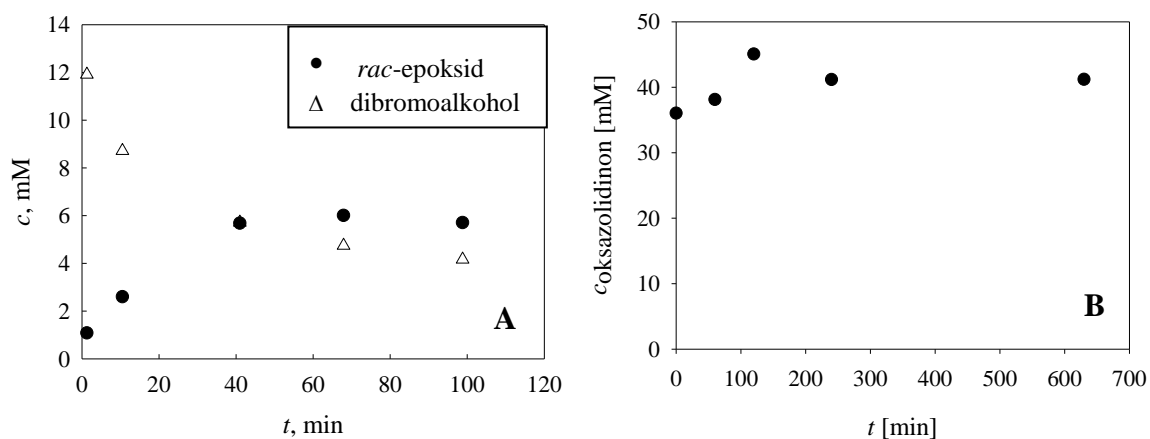 14
12
10
8
6
4
2
0
c, mM
● rac-epoksid
△ dibromoalkohol
A
0 20 40 60 80 100 120
t, min
50
40
30
20
10
0
coksazolidinon [mM]
B
0 100 200 300 400 500 600 700
t [min]